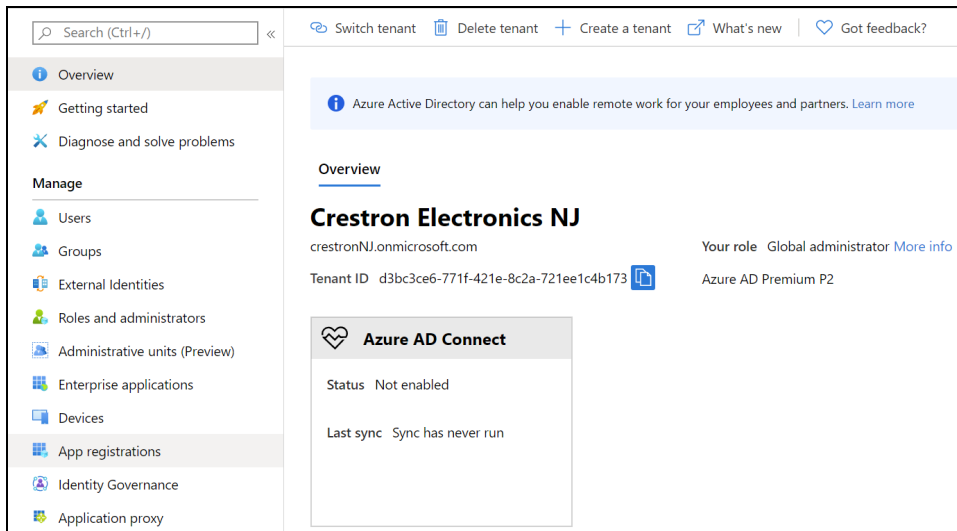 Search (Ctrl+/)
«
Overview
Getting started
Diagnose and solve problems
Manage
Users
Groups
External Identities
Roles and administrators
Administrative units (Preview)
Enterprise applications
Devices
App registrations
Identity Governance
Application proxy
Switch tenant Delete tenant Create a tenant What's new Got feedback?
Azure Active Directory can help you enable remote work for your employees and partners. Learn more
Overview
Crestron Electronics NJ
crestronNJ.onmicrosoft.com
Your role Global administrator More info
Tenant ID d3bc3ce6-771f-421e-8c2a-721ee1c4b173
Azure AD Premium P2
Azure AD Connect
Status Not enabled
Last sync Sync has never run